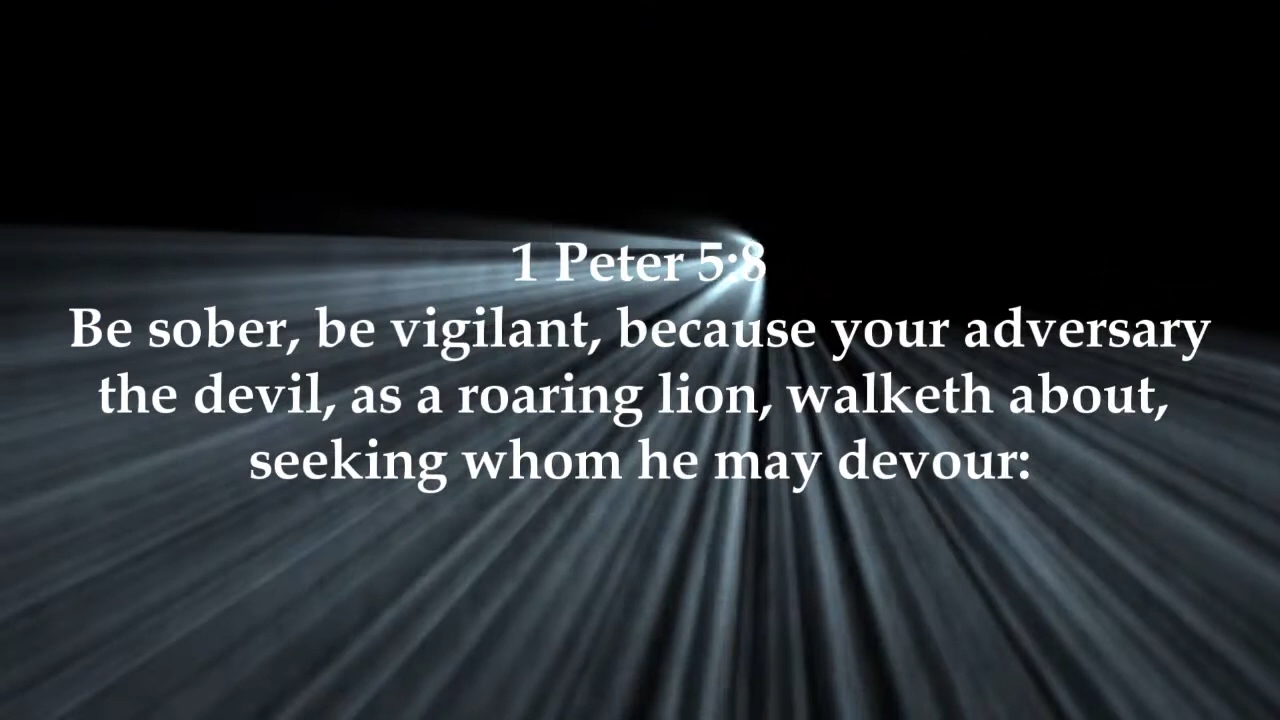 1 Peter 5:8
Be sober, be vigilant, because your adversary
the devil, as a roaring lion, walketh about,
seeking whom he may devour: